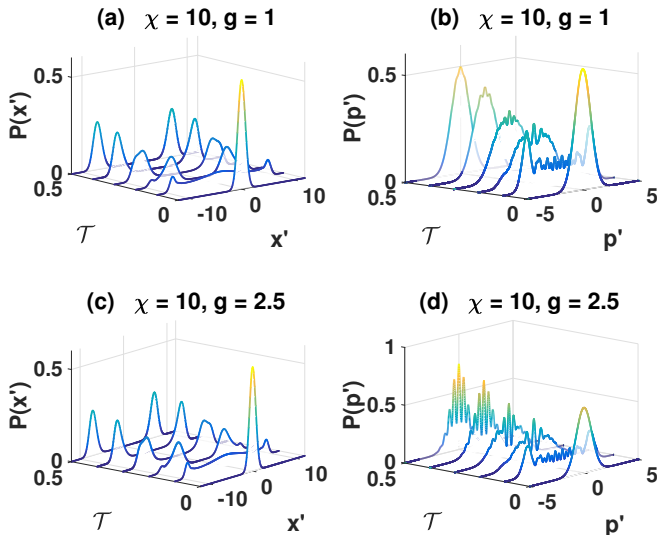 (a) χ = 10, g = 1
P(x')
0.5
0
0.5
0
-10
0
10
𝒯
x'
(b) χ = 10, g = 1
P(p')
0.5
0
0.5
0
-5
0
5
𝒯
p'
(c) χ = 10, g = 2.5
P(x')
0.5
0
0.5
0
-10
0
10
𝒯
x'
(d) χ = 10, g = 2.5
P(p')
1
0.5
0
0.5
0
-5
0
5
𝒯
p'